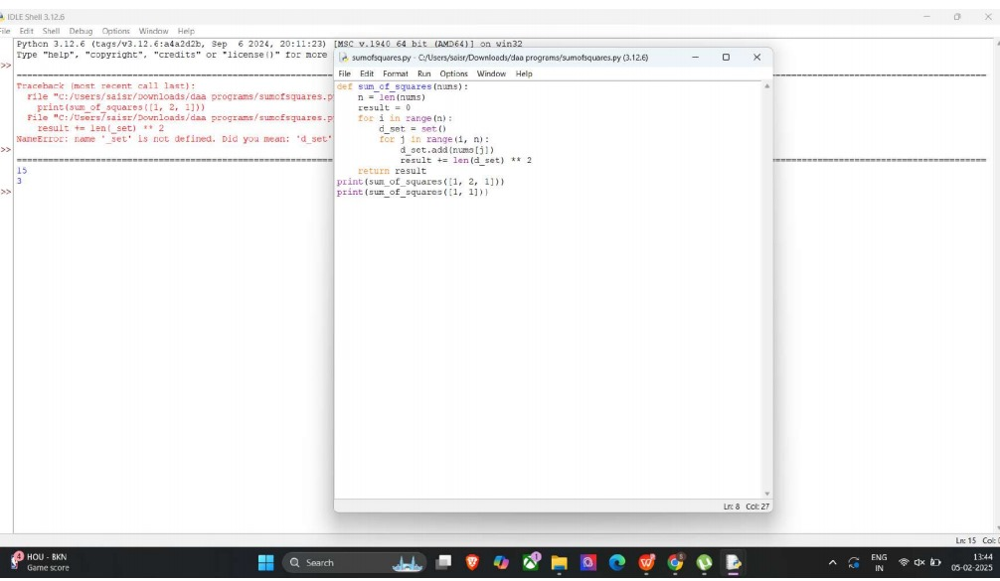 IDLE Shell 3.12.6
File Edit Shell Debug Options Window Help
Python 3.12.6 (tags/v3.12.6:a4a2d2b, Sep 6 2024, 20:11:23) [MSC v.1940 64 bit (AMD64)] on win32
Type "help", "copyright", "credits" or "license()" for more
>>
Traceback (most recent call last):
File "C:/Users/saisr/Downloads/daa programs/sumofsquares.p
print(sum_of_squares([1, 2, 1]))
File "C:/Users/saisr/Downloads/daa programs/sumofsquares.p
result += len(_set) ** 2
NameError: name '_set' is not defined. Did you mean: 'd_set'
>>
15
3
>>
sumofsquares.py - C:/Users/saisr/Downloads/daa programs/sumofsquares.py (3.12.6)
File Edit Format Run Options Window Help
def sum_of_squares(nums):
    n = len(nums)
    result = 0
    for i in range(n):
        d_set = set()
        for j in range(i, n):
            d_set.add(nums[j])
            result += len(d_set) ** 2
    return result
print(sum_of_squares([1, 2, 1]))
print(sum_of_squares([1, 1]))
Ln: 8 Col: 27
Ln: 15 Col: 0
4
HOU - BKN
Game score
Search
ENG
IN
13:44
05-02-2025